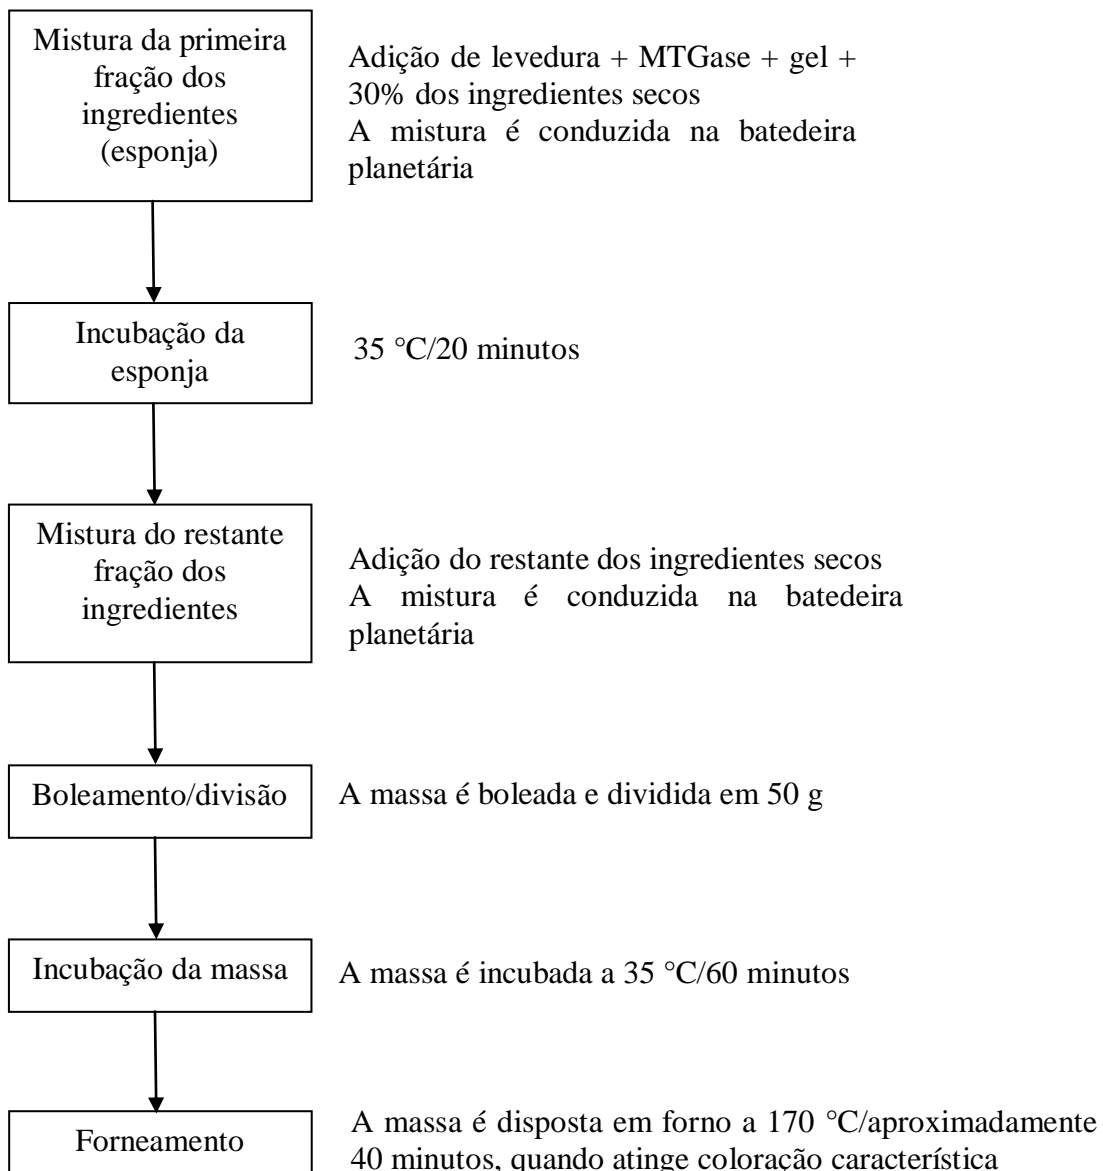 Mistura da primeira
fração dos
ingredientes
(esponja)
Adição de levedura + MTGase + gel +
30% dos ingredientes secos
A mistura é conduzida na batedeira
planetária
Incubação da
esponja
35 °C/20 minutos
Mistura do restante
fração dos
ingredientes
Adição do restante dos ingredientes secos
A mistura é conduzida na batedeira
planetária
Boleamento/divisão
A massa é boleada e dividida em 50 g
Incubação da massa
A massa é incubada a 35 °C/60 minutos
Forneamento
A massa é disposta em forno a 170 °C/aproximadamente
40 minutos, quando atinge coloração característica